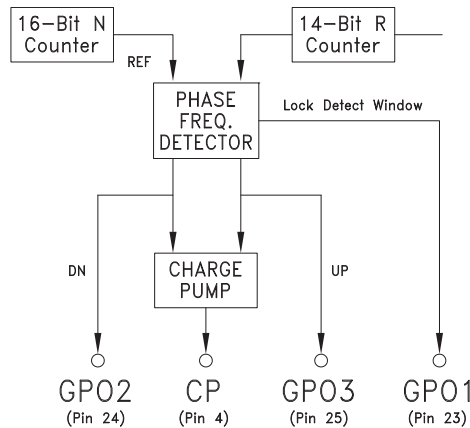 16-Bit N
Counter
14-Bit R
Counter
REF
PHASE
FREQ.
DETECTOR
Lock Detect Window
DN
CHARGE
PUMP
UP
GPO2
CP
GPO3
GPO1
(Pin 24)
(Pin 4)
(Pin 25)
(Pin 23)